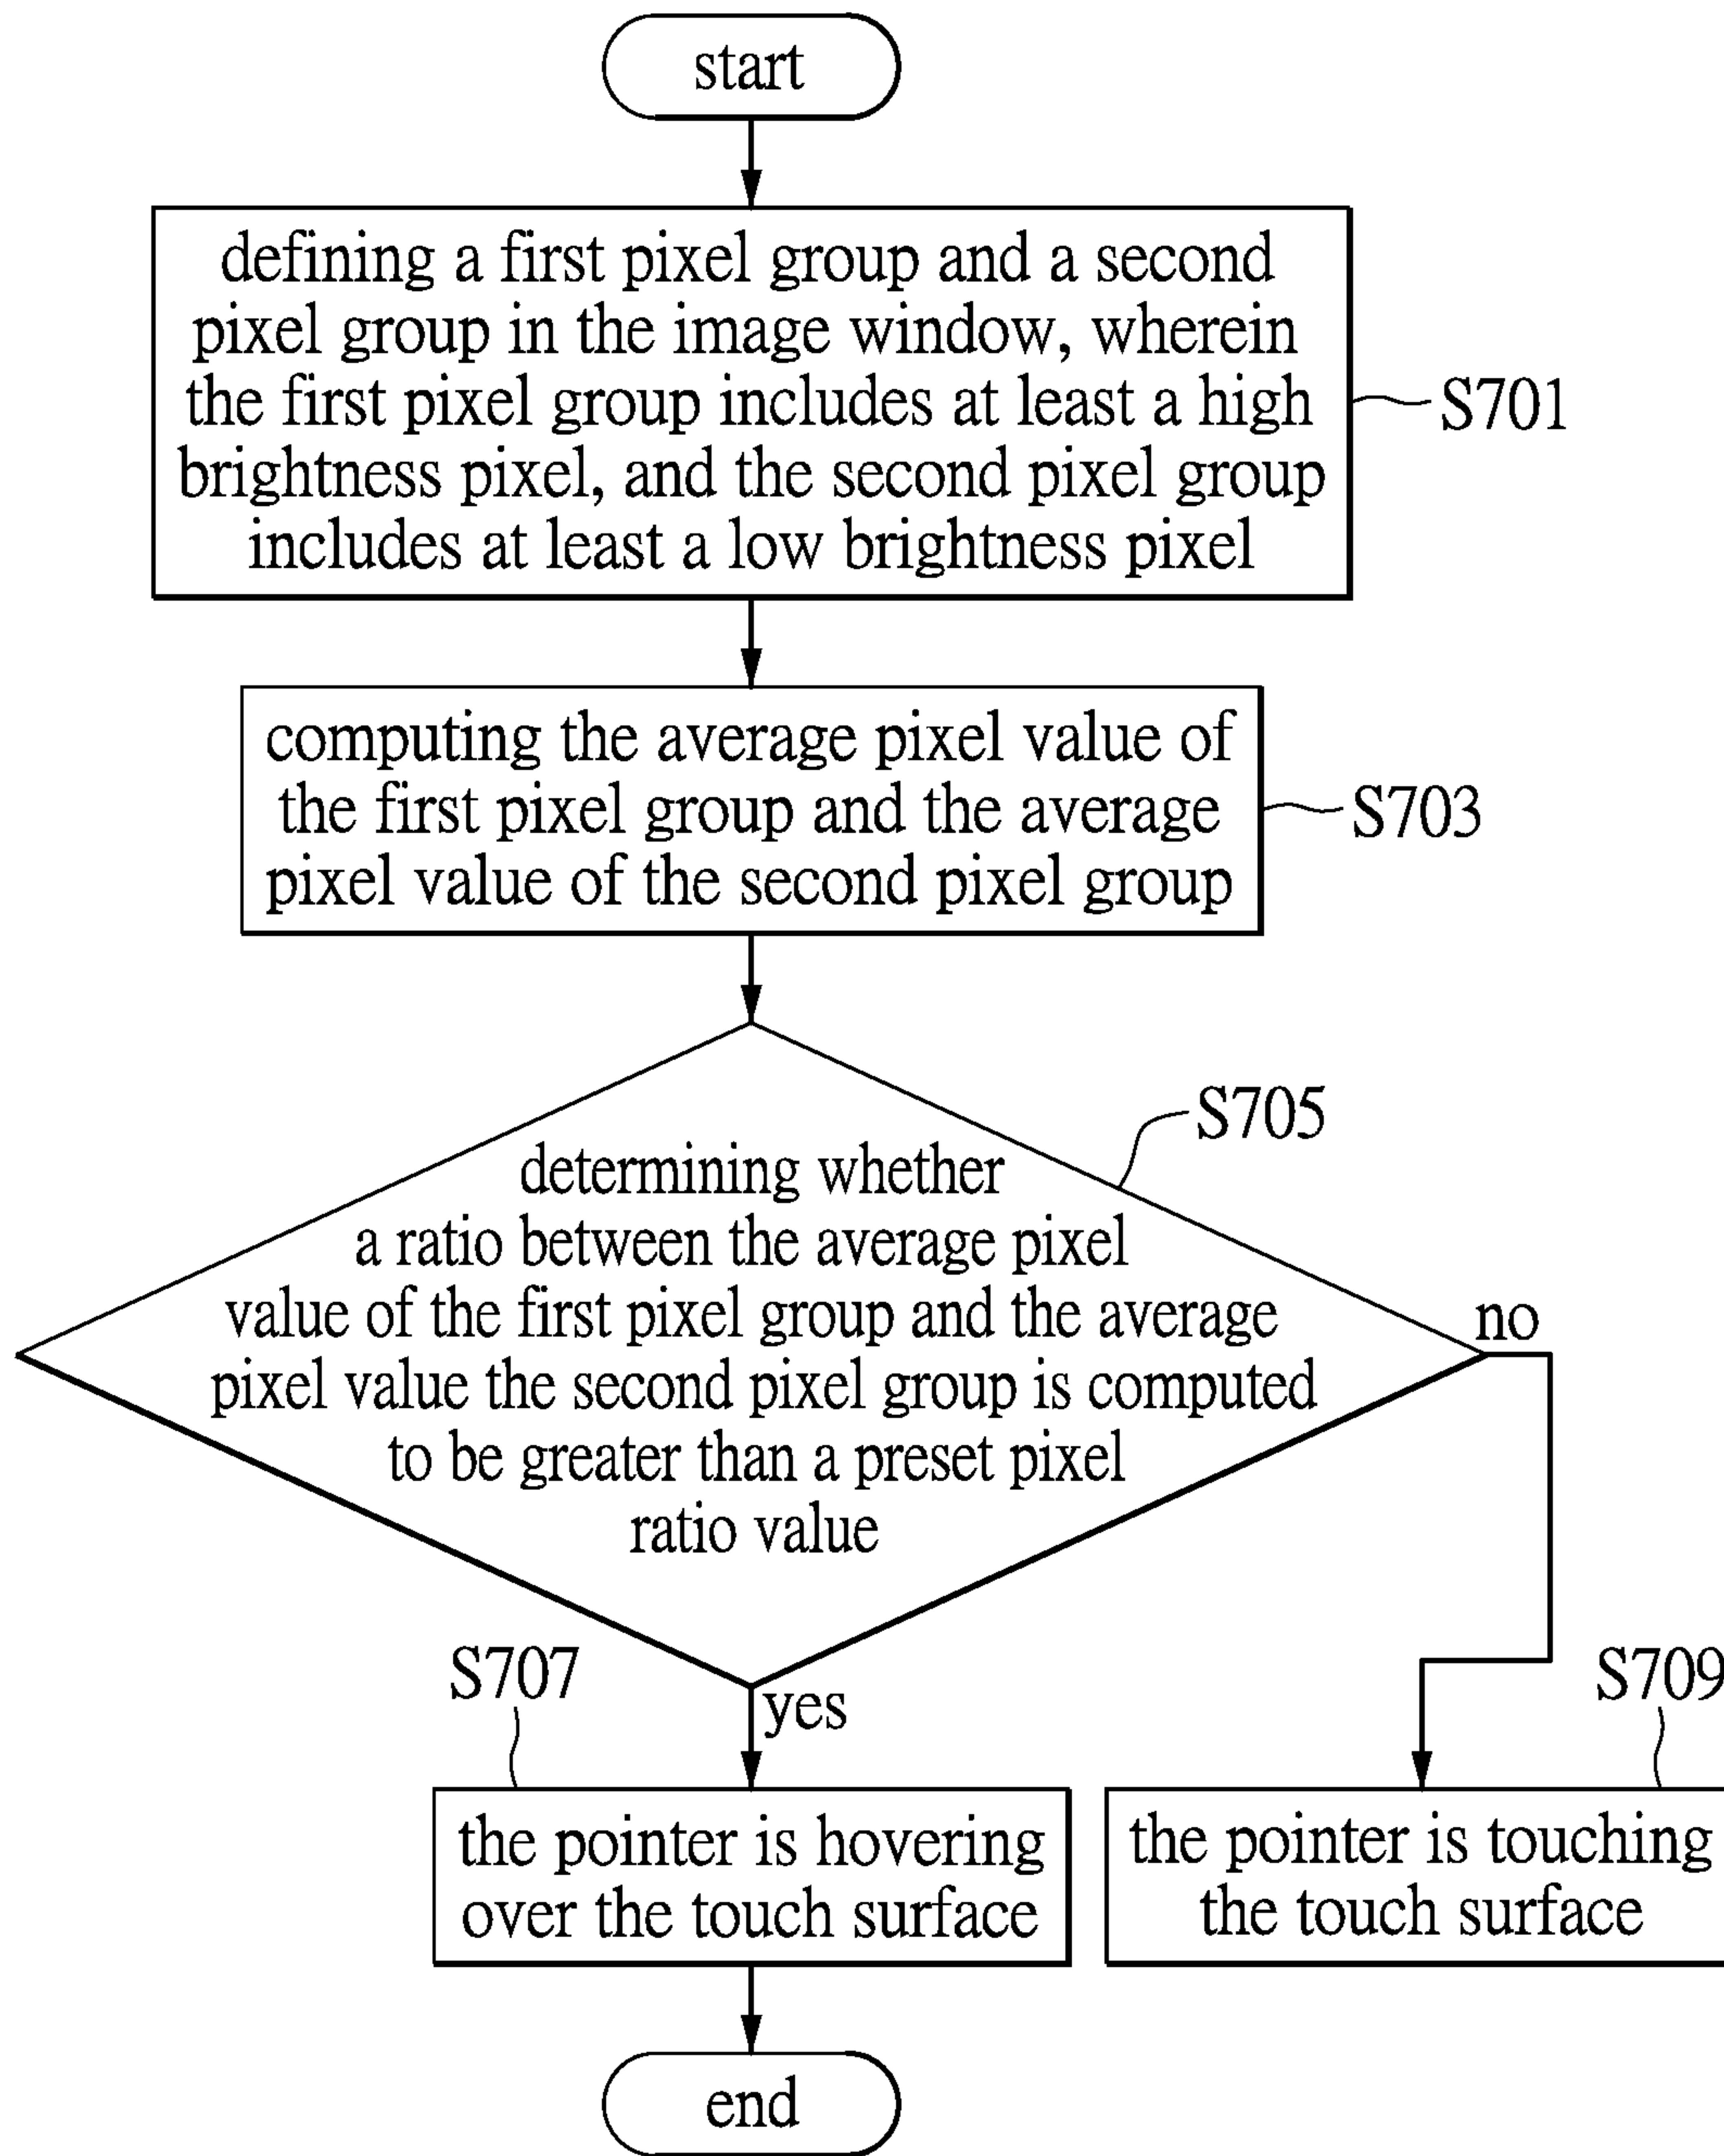 start
defining a first pixel group and a second
pixel group in the image window, wherein
the first pixel group includes at least a high
brightness pixel, and the second pixel group
includes at least a low brightness pixel
S701
computing the average pixel value of
the first pixel group and the average
pixel value of the second pixel group
S703
S705
determining whether
a ratio between the average pixel
value of the first pixel group and the average
pixel value the second pixel group is computed
to be greater than a preset pixel
ratio value
no
yes
S707
the pointer is hovering
over the touch surface
S709
the pointer is touching
the touch surface
end